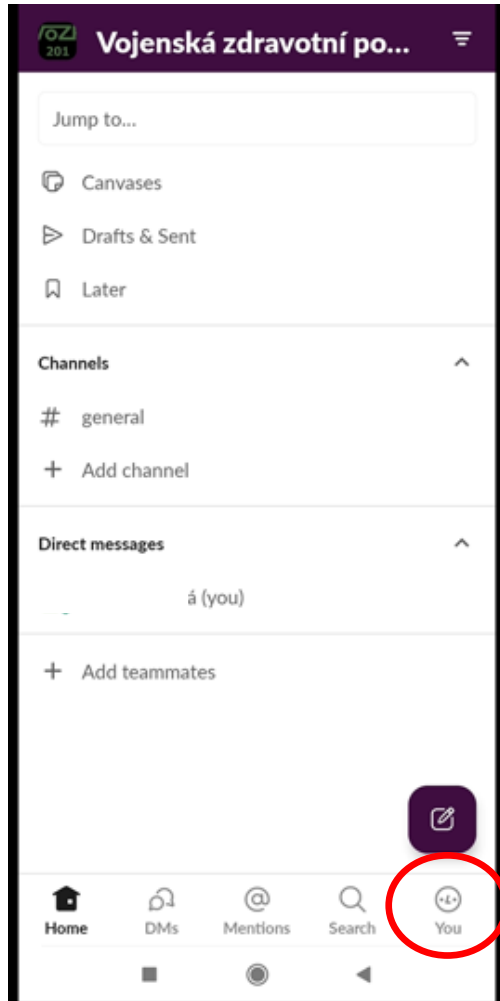 VOZP
201
Vojenská zdravotní po...
Jump to...
Canvases
Drafts & Sent
Later
Channels
# general
+ Add channel
Direct messages
á (you)
+ Add teammates
Home
DMs
Mentions
Search
You